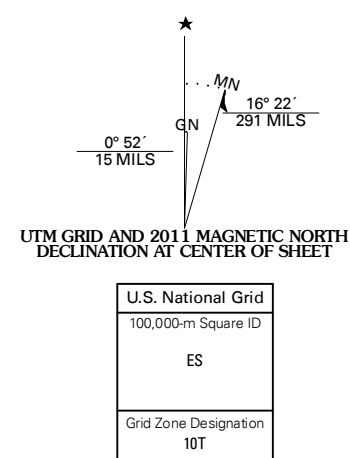 ★
MN
GN
16° 22´
291 MILS
0° 52´
15 MILS
UTM GRID AND 2011 MAGNETIC NORTH
DECLINATION AT CENTER OF SHEET
U.S. National Grid
100,000-m Square ID
ES
Grid Zone Designation
10T